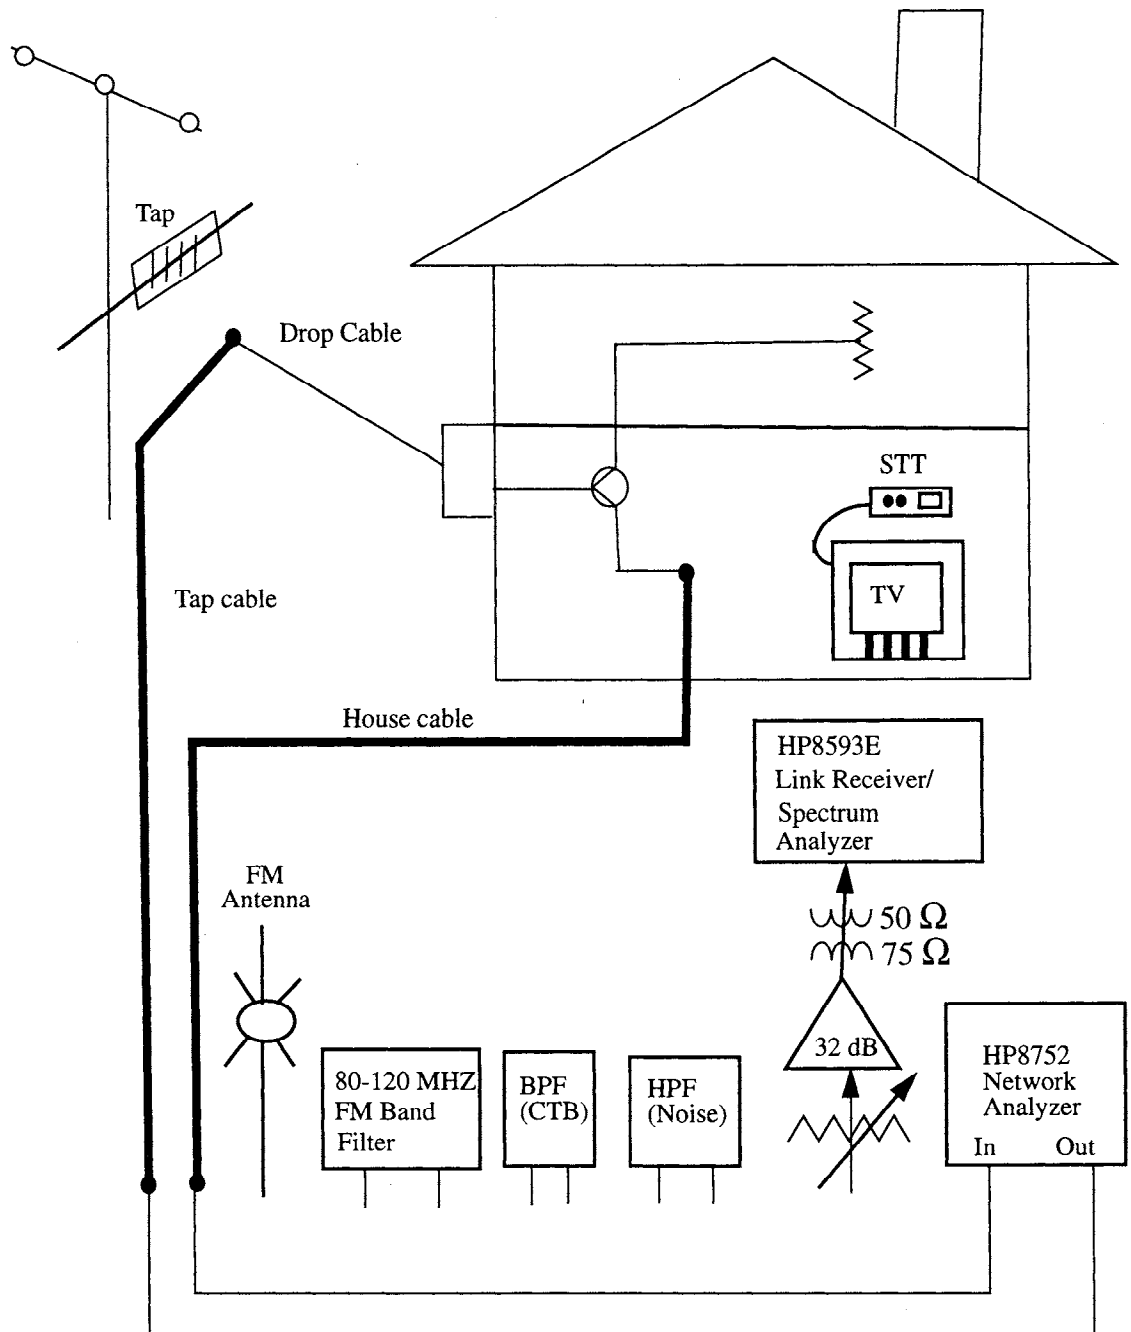 Tap
Drop Cable
STT
TV
Tap cable
House cable
HP8593E
Link Receiver/
Spectrum
Analyzer
FM
Antenna
50 Ω
75 Ω
32 dB
80-120 MHZ
FM Band
Filter
BPF
(CTB)
HPF
(Noise)
HP8752
Network
Analyzer
In Out